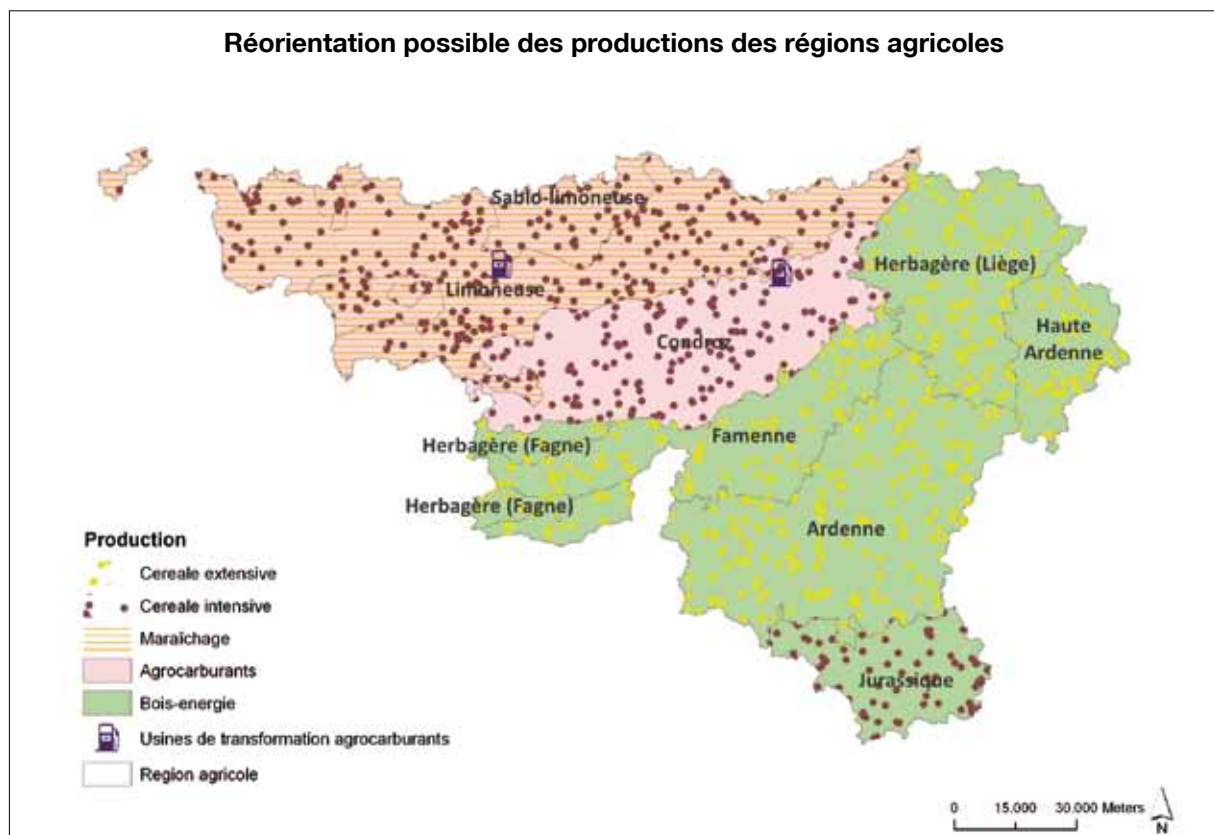 Réorientation possible des productions des régions agricoles
Sablo-limoneuse
Herbagère (Liège)
Limoneuse
Haute
Ardenne
Condroz
Herbagère (Fagne)
Famenne
Herbagère (Fagne)
Ardenne
Jurassique
Production
Cereale extensive
Cereale intensive
Maraîchage
Agrocarburants
Bois-energie
Usines de transformation agrocarburants
Region agricole
0 15.000 30.000 Meters
N